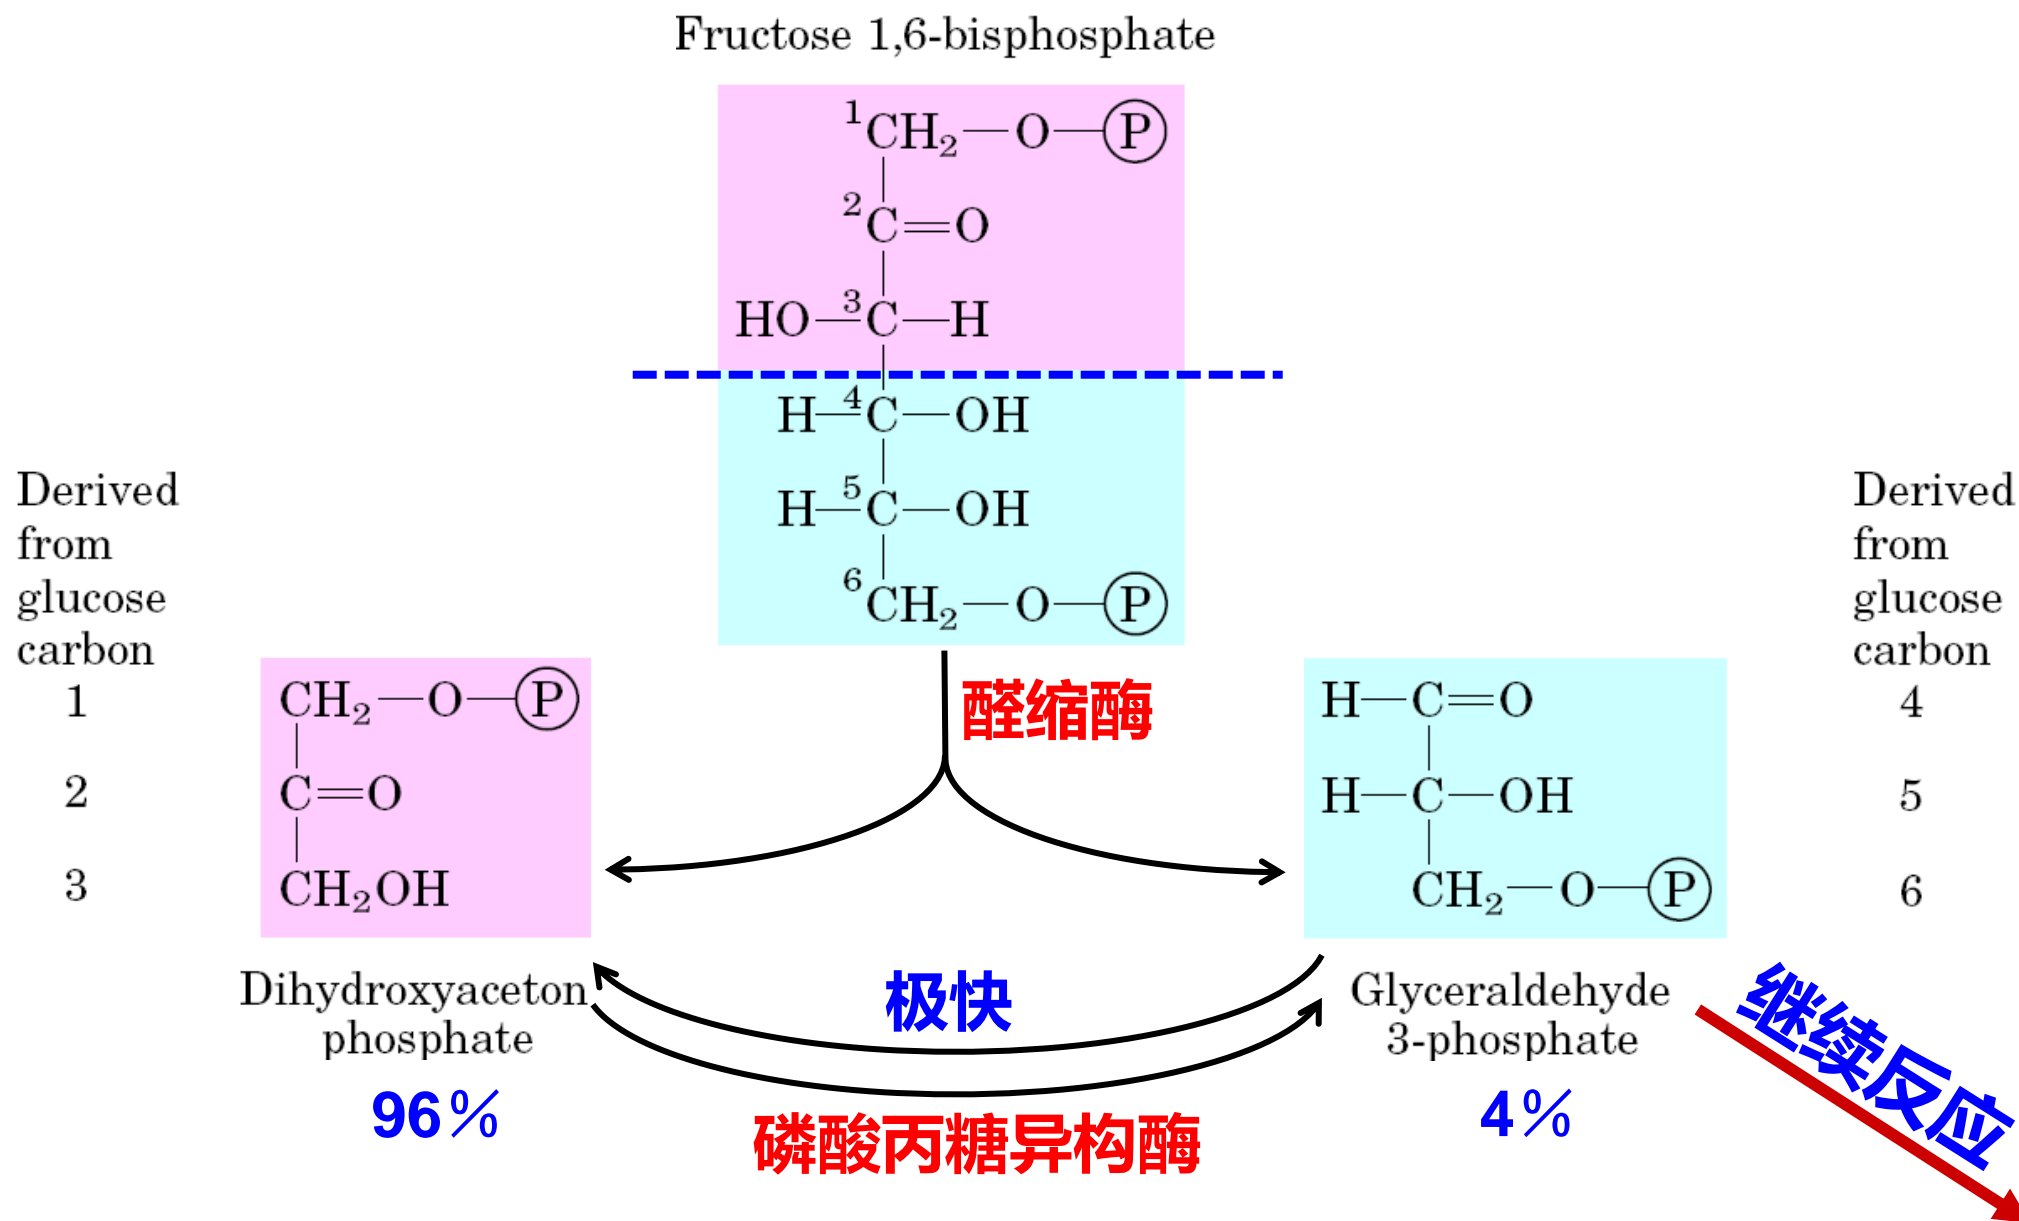 Fructose 1,6-bisphosphate
1CH2—O—P
2C=O
HO—3C—H
H—4C—OH
H—5C—OH
6CH2—O—P
Derived
from
glucose
carbon
1
2
3
CH2—O—P
C=O
CH2OH
Dihydroxyaceton
phosphate
96%
醛缩酶
极快
磷酸丙糖异构酶
H—C=O
H—C—OH
CH2—O—P
Glyceraldehyde
3-phosphate
4%
Derived
from
glucose
carbon
4
5
6
继续反应